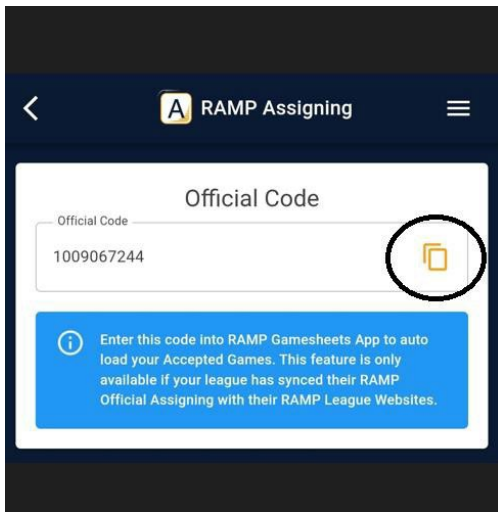 A RAMP Assigning
Official Code
Official Code
1009067244
Enter this code into RAMP Gamesheets App to auto
load your Accepted Games. This feature is only
available if your league has synced their RAMP
Official Assigning with their RAMP League Websites.